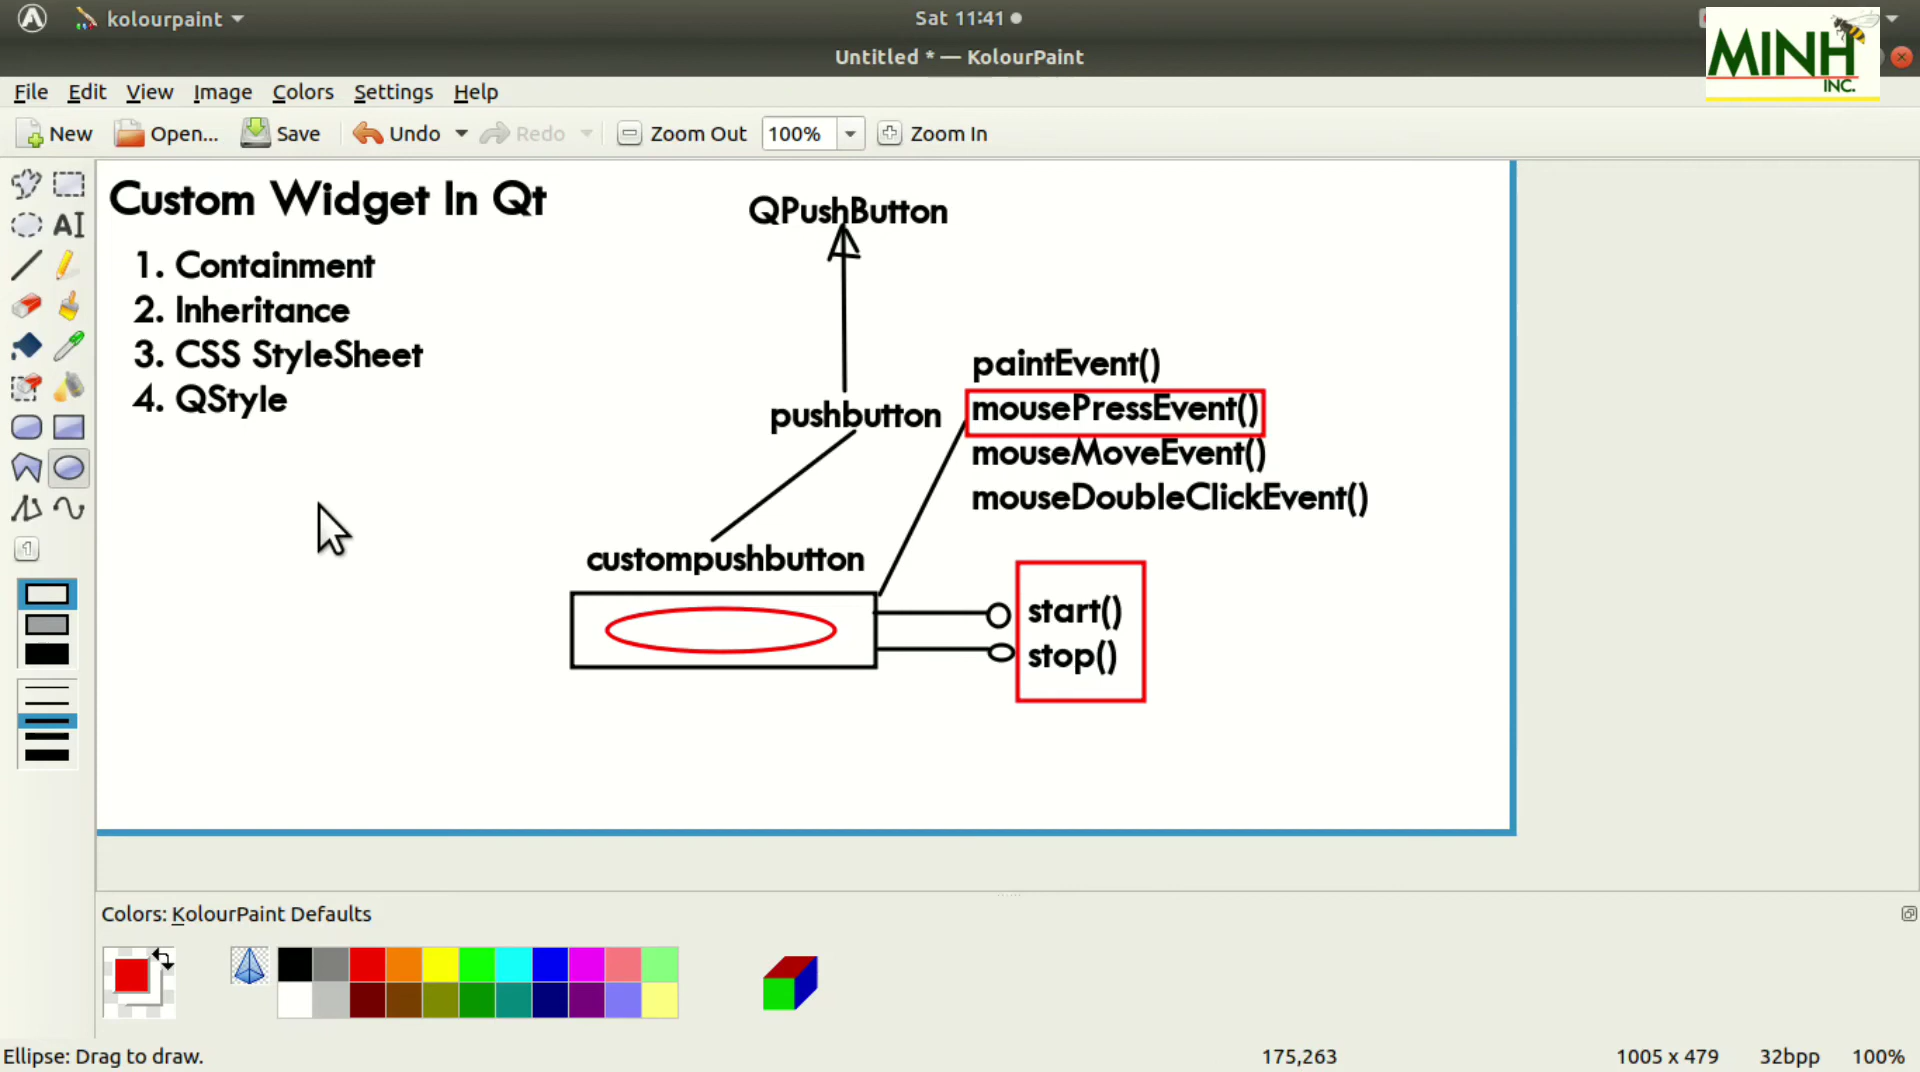 kolourpaint
Sat 11:41
Untitled * — KolourPaint
MINH
INC.
File Edit View Image Colors Settings Help
New Open... Save Undo Redo Zoom Out 100% Zoom In
Custom Widget In Qt
1. Containment
2. Inheritance
3. CSS StyleSheet
4. QStyle
QPushButton
pushbutton
paintEvent()
mousePressEvent()
mouseMoveEvent()
mouseDoubleClickEvent()
custompushbutton
start()
stop()
Colors: KolourPaint Defaults
Ellipse: Drag to draw. 175,263 1005 x 479 32bpp 100%